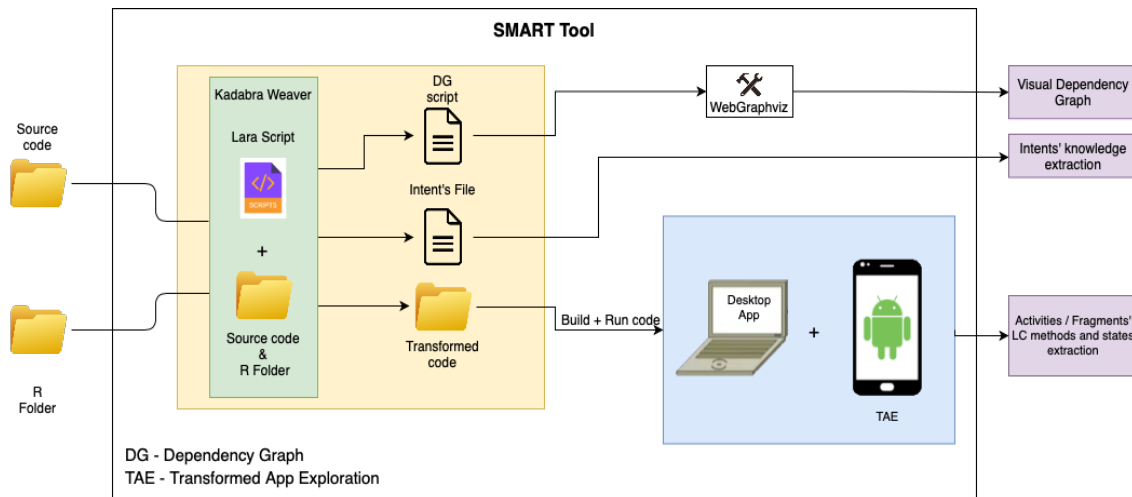 SMART Tool
Source
code
R
Folder
Kadabra Weaver
Lara Script
SCRIPTS
+
Source code
&
R Folder
DG
script
Intent's File
Transformed
code
WebGraphviz
Build + Run code
Desktop
App
+
TAE
Visual Dependency
Graph
Intents' knowledge
extraction
Activities / Fragments'
LC methods and states
extraction
DG - Dependency Graph
TAE - Transformed App Exploration